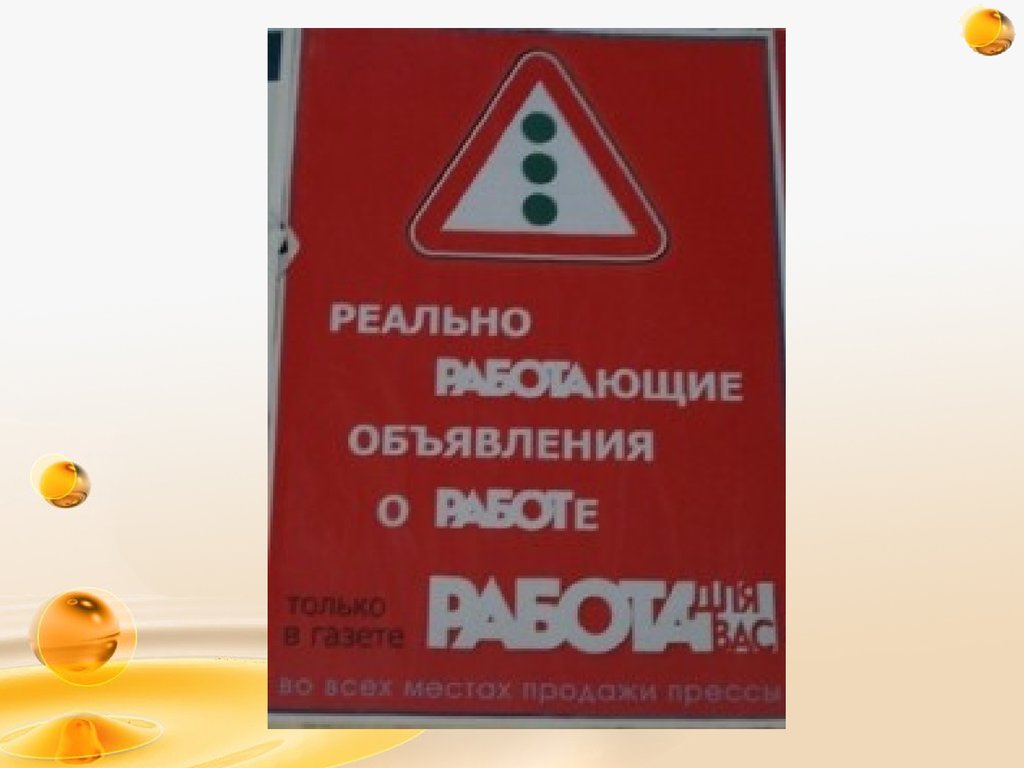 РЕАЛЬНО
РАБОТАЮЩИЕ
ОБЪЯВЛЕНИЯ
О РАБОТЕ
только
в газете
РАБОТА ДЛЯ
ВАС
во всех местах продажи прессы